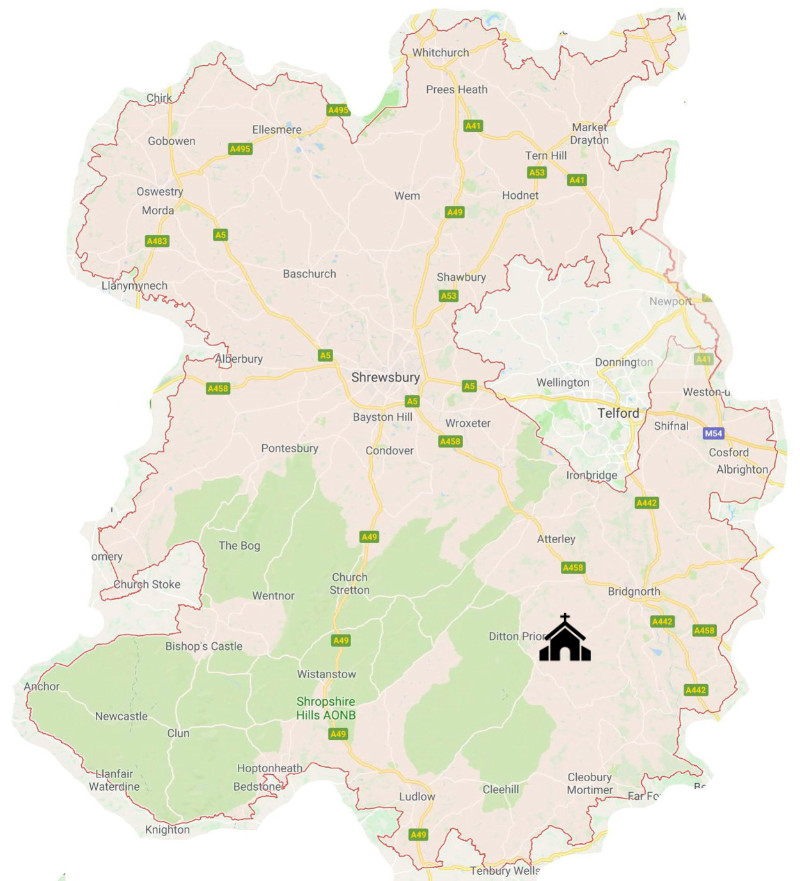 M
Whitchurch
Prees Heath
Chirk
A495
Ellesmere
A41
Market
Drayton
Gobowen
A495
Tern Hill
A53
A41
Oswestry
Wem
Hodnet
Morda
A49
A483
A5
Baschurch
Shawbury
Llanymynech
A53
Newport
Alberbury
A5
Donnington
A41
Shrewsbury
Wellington
A458
A5
Weston-u
A5
Telford
Bayston Hill
Wroxeter
Shifnal
M54
A458
Pontesbury
Condover
Cosford
Albrighton
Ironbridge
A442
The Bog
A49
Atterley
omery
A458
Church Stoke
Church
Stretton
Wentnor
Bridgnorth
A442
A458
Ditton Prior
Bishop's Castle
A49
Wistanstow
Anchor
A442
Shropshire
Hills AONB
Newcastle
Clun
A49
Llanfair
Waterdine
Hoptonheath
Bedstone
Cleobury
Mortimer
Cleehill
Ludlow
Far Fo
Knighton
A49
Tenbury Wells